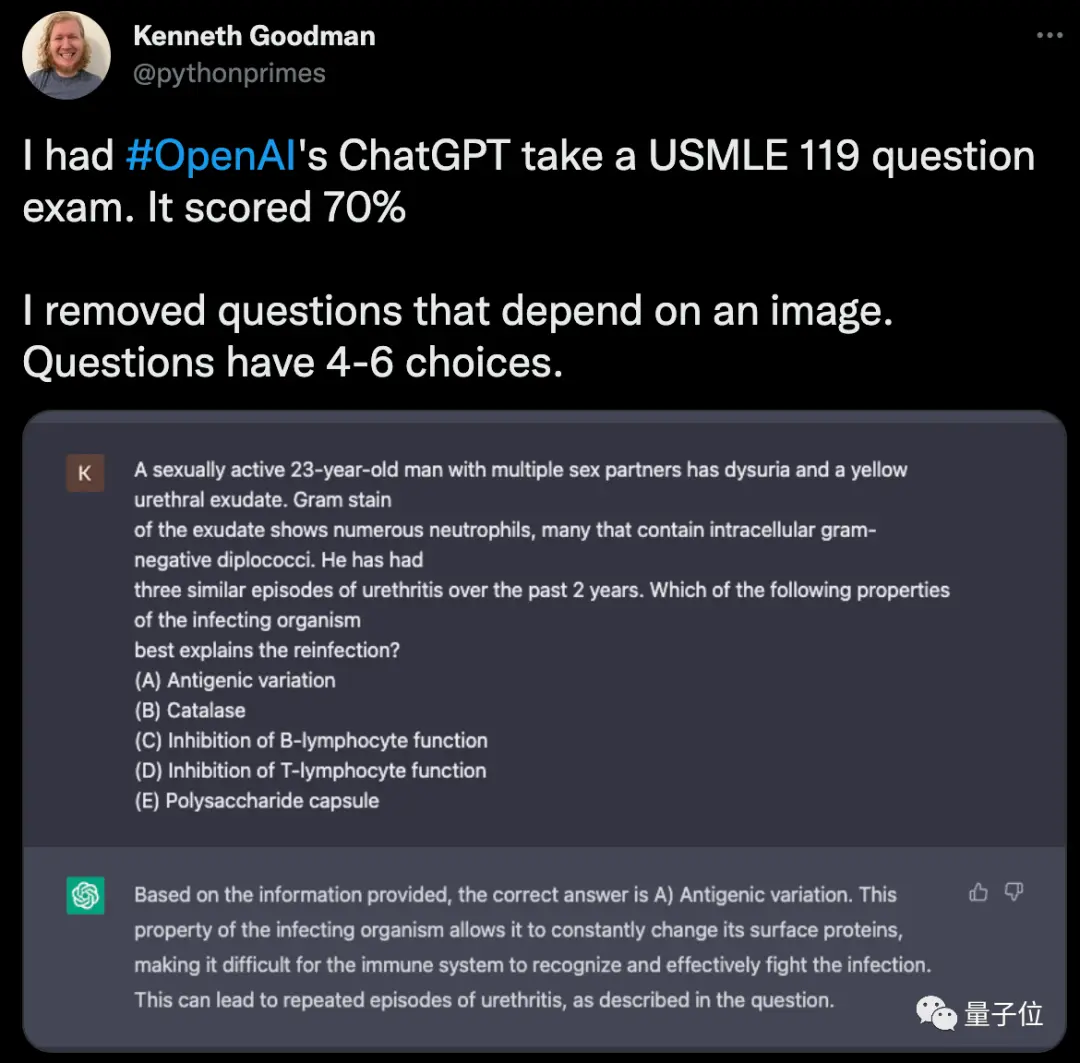 Kenneth Goodman
@pythonprimes
I had #OpenAI's ChatGPT take a USMLE 119 question
exam. It scored 70%
I removed questions that depend on an image.
Questions have 4-6 choices.
K
A sexually active 23-year-old man with multiple sex partners has dysuria and a yellow
urethral exudate. Gram stain
of the exudate shows numerous neutrophils, many that contain intracellular gram-
negative diplococci. He has had
three similar episodes of urethritis over the past 2 years. Which of the following properties
of the infecting organism
best explains the reinfection?
(A) Antigenic variation
(B) Catalase
(C) Inhibition of B-lymphocyte function
(D) Inhibition of T-lymphocyte function
(E) Polysaccharide capsule
Based on the information provided, the correct answer is A) Antigenic variation. This
property of the infecting organism allows it to constantly change its surface proteins,
making it difficult for the immune system to recognize and effectively fight the infection.
This can lead to repeated episodes of urethritis, as described in the question.
量子位